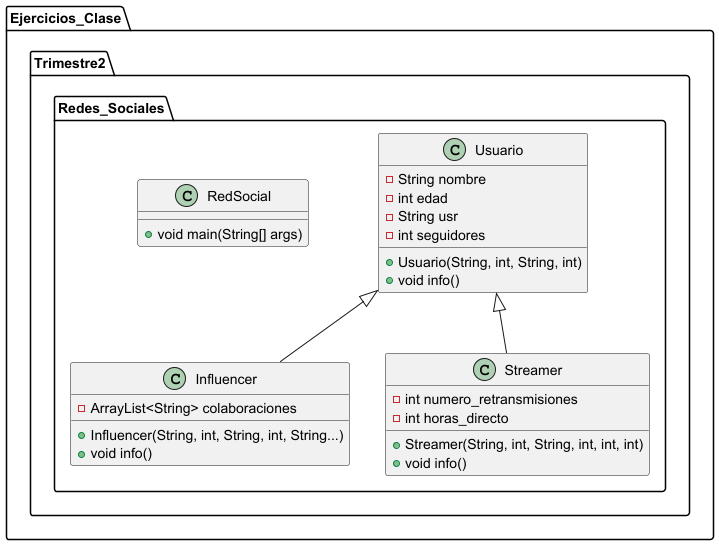 Ejercicios_Clase
Trimestre2
Redes_Sociales
C RedSocial
void main(String[] args)
C Usuario
String nombre
int edad
String usr
int seguidores
Usuario(String, int, String, int)
void info()
C Influencer
ArrayList<String> colaboraciones
Influencer(String, int, String, int, String...)
void info()
C Streamer
int numero_retransmisiones
int horas_directo
Streamer(String, int, String, int, int, int)
void info()